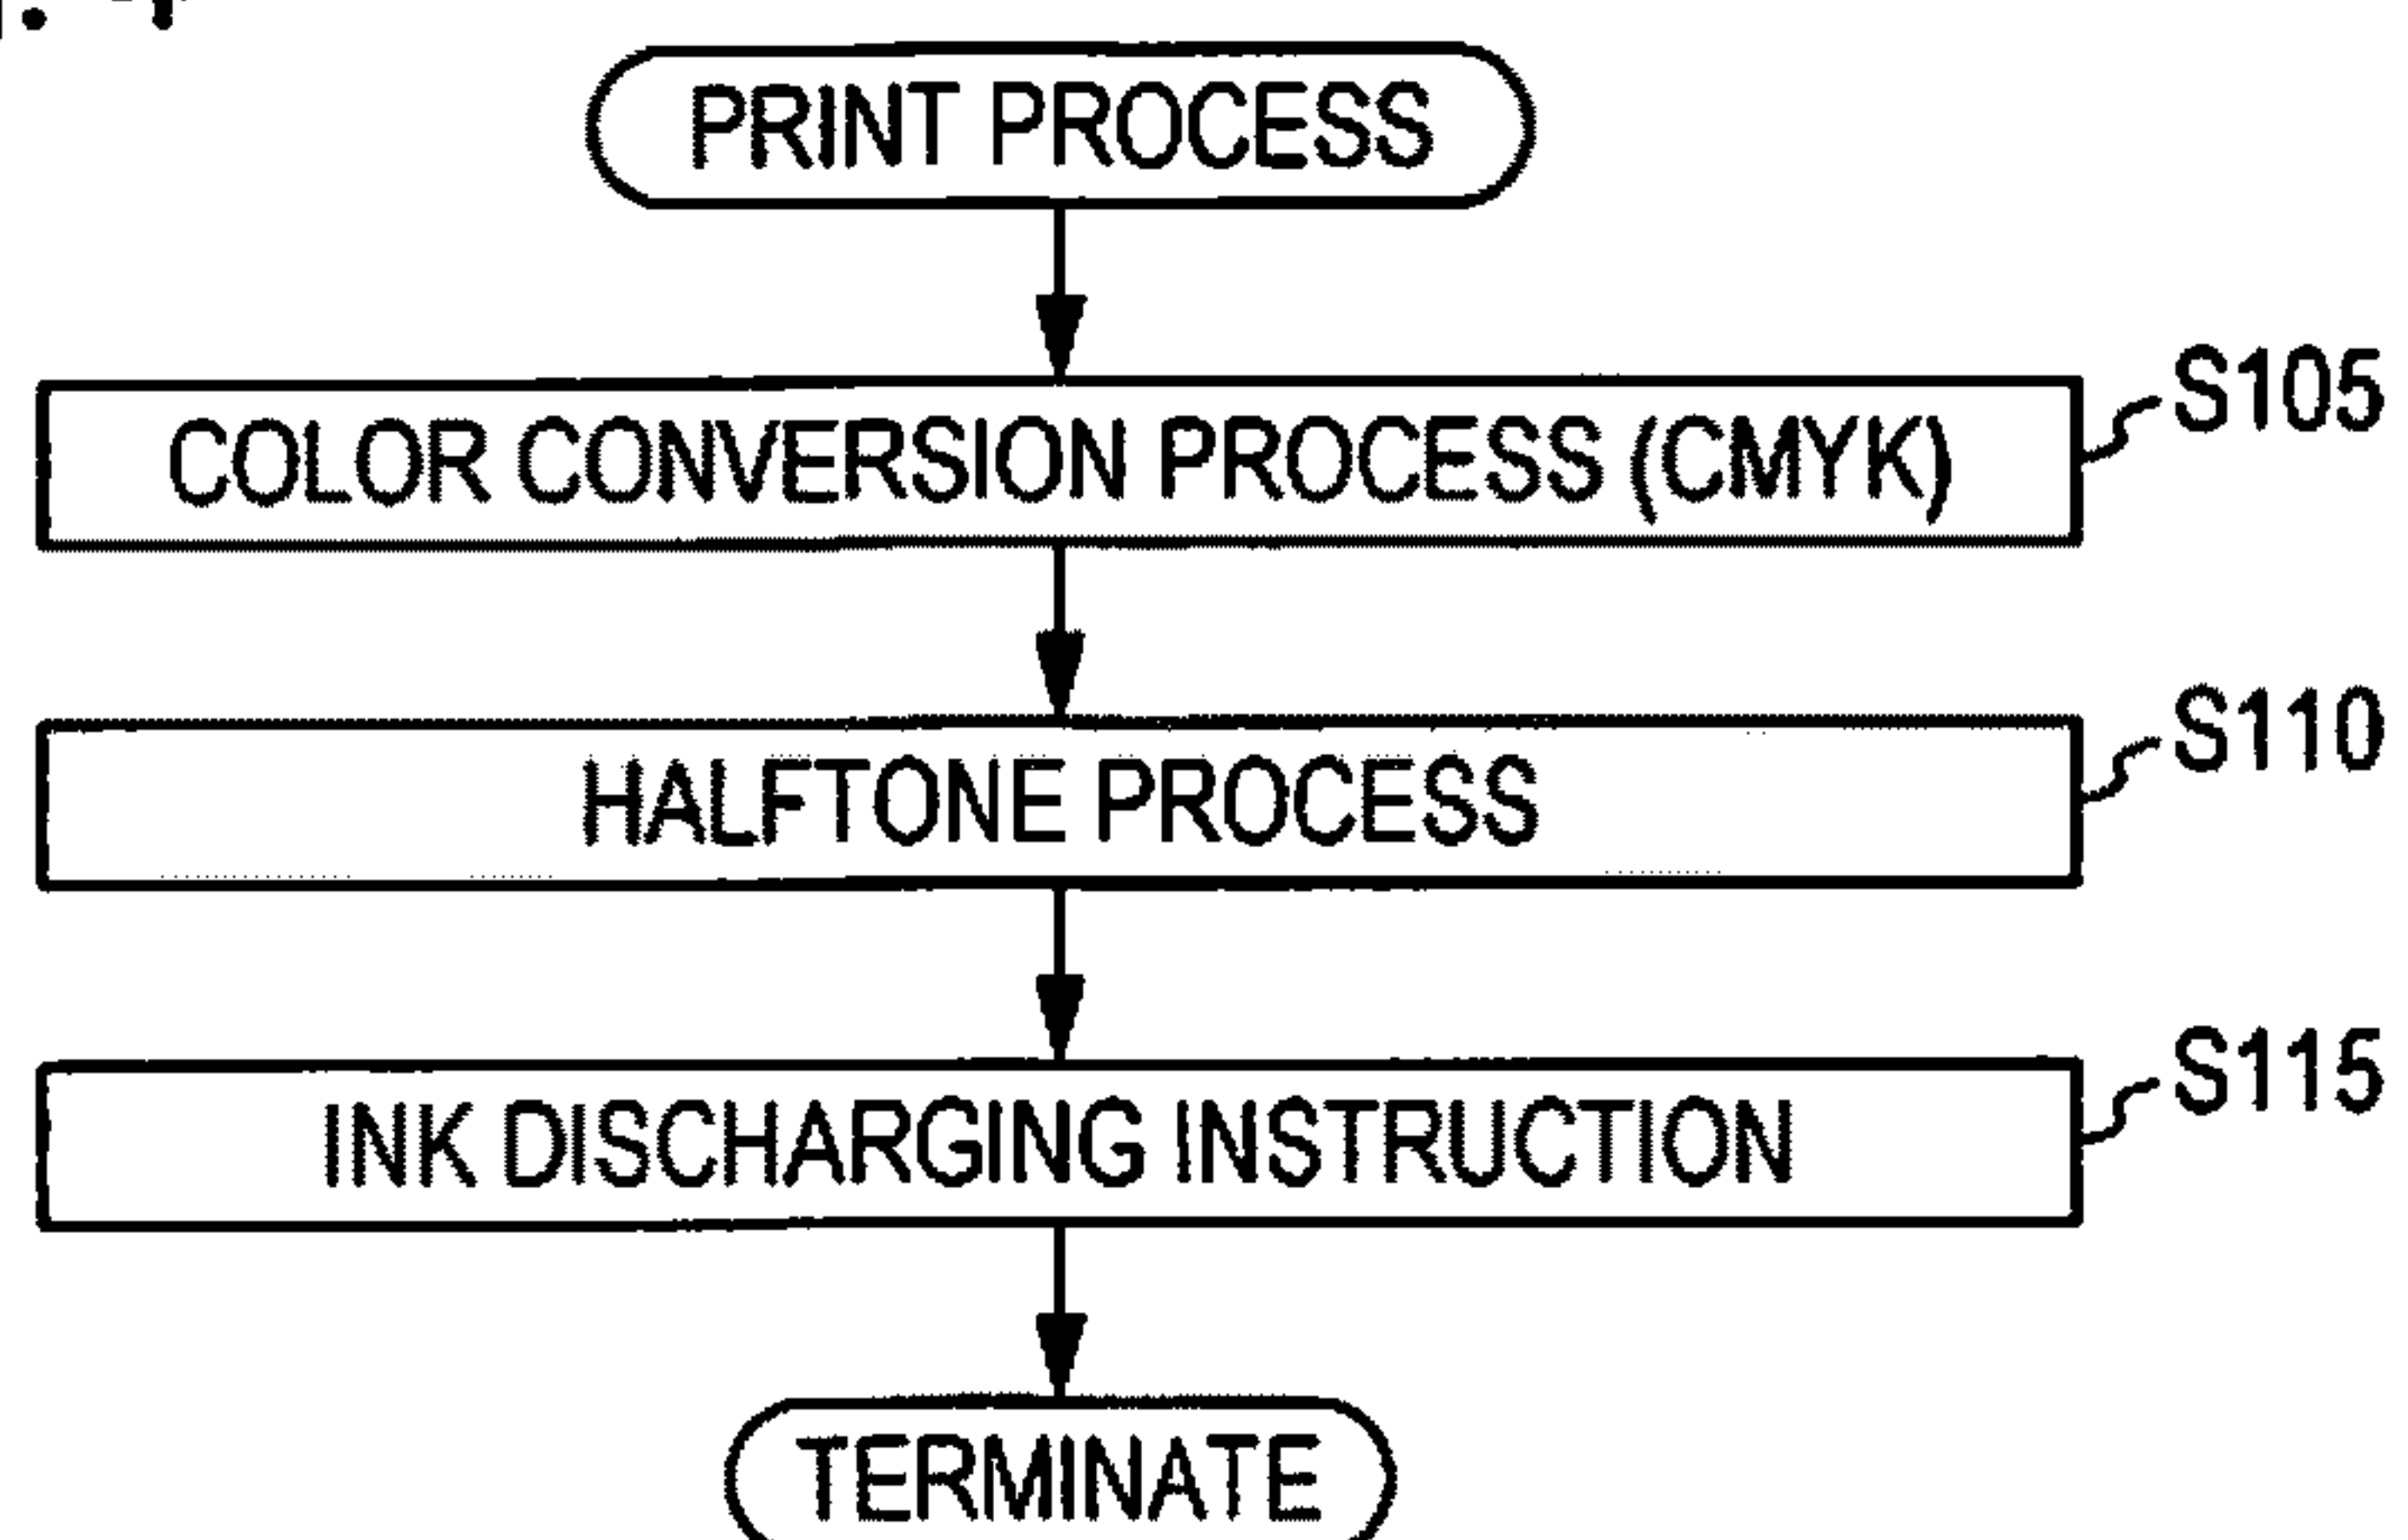 PRINT PROCESS
COLOR CONVERSION PROCESS (CMYK)
S105
HALFTONE PROCESS
S110
INK DISCHARGING INSTRUCTION
S115
TERMINATE